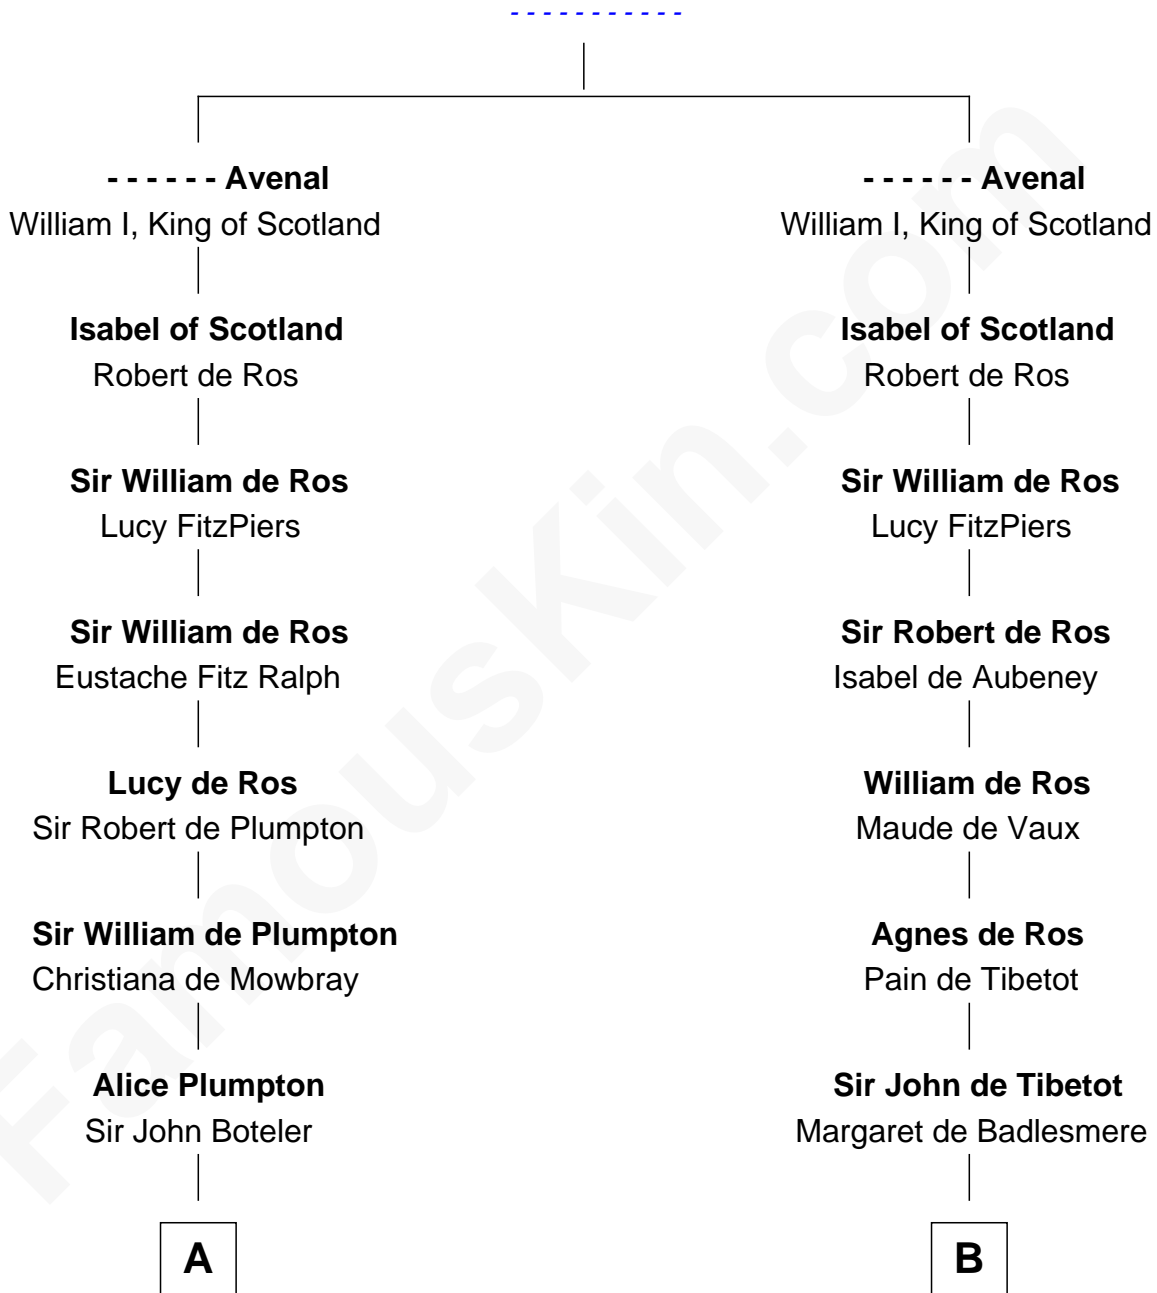 - - - - - - - - - - -
- - - - - - Avenal
William I, King of Scotland
Isabel of Scotland
Robert de Ros
Sir William de Ros
Lucy FitzPiers
Sir William de Ros
Eustache Fitz Ralph
Lucy de Ros
Sir Robert de Plumpton
Sir William de Plumpton
Christiana de Mowbray
Alice Plumpton
Sir John Boteler
A
- - - - - - Avenal
William I, King of Scotland
Isabel of Scotland
Robert de Ros
Sir William de Ros
Lucy FitzPiers
Sir Robert de Ros
Isabel de Aubeney
William de Ros
Maude de Vaux
Agnes de Ros
Pain de Tibetot
Sir John de Tibetot
Margaret de Badlesmere
B
FamousKin.com